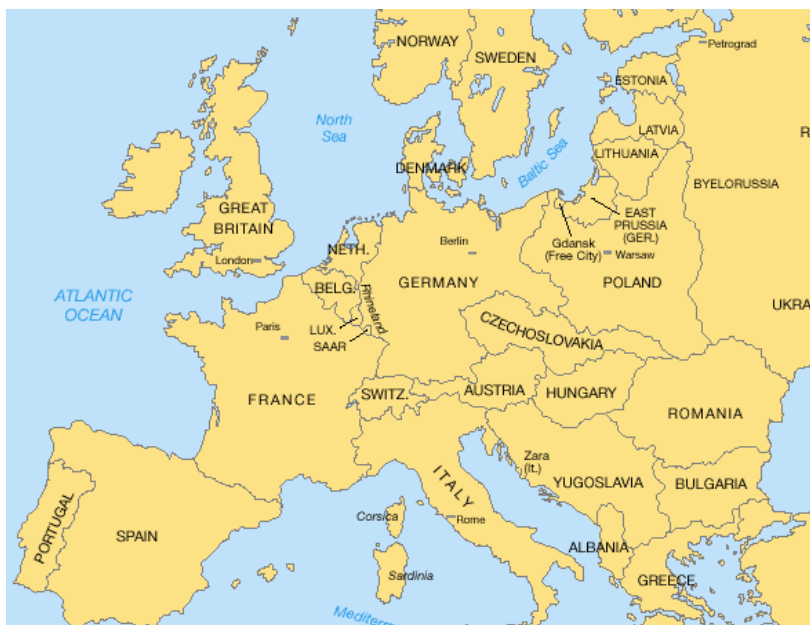 NORWAY
SWEDEN
Petrograd
ESTONIA
North
Sea
LATVIA
R
DENMARK
Baltic Sea
LITHUANIA
BYELORUSSIA
GREAT
BRITAIN
EAST
PRUSSIA
(GER.)
NETH.
Berlin
Gdansk
(Free City)
Warsaw
London
BELG.
GERMANY
POLAND
ATLANTIC
OCEAN
Rhineland
UKRA
Paris
LUX.
SAAR
CZECHOSLOVAKIA
FRANCE
SWITZ.
AUSTRIA
HUNGARY
ROMANIA
Zara
(It.)
ITALY
YUGOSLAVIA
BULGARIA
PORTUGAL
SPAIN
Corsica
Rome
ALBANIA
Sardinia
GREECE
Mediterr